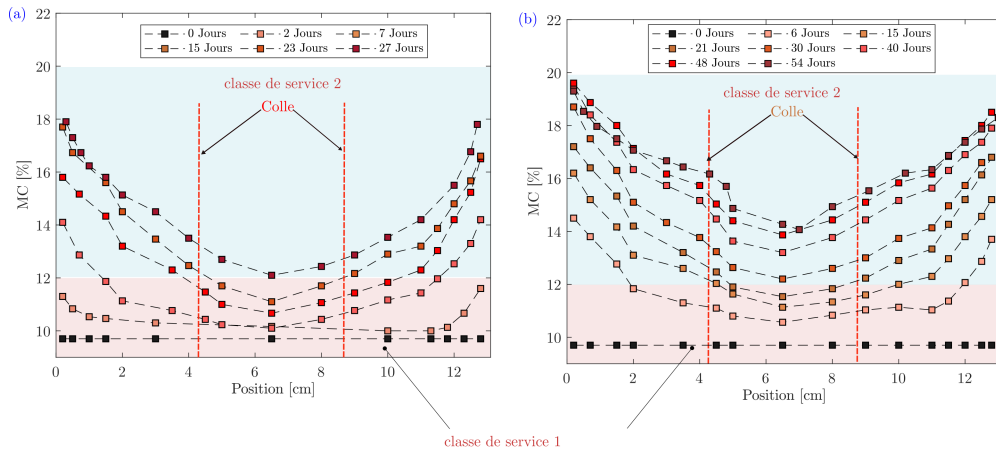 (a)
22
20
18
16
14
12
10
MC [%]
0 Jours
2 Jours
7 Jours
15 Jours
23 Jours
27 Jours
classe de service 2
Colle
0
2
4
6
8
10
12
Position [cm]
(b)
22
20
18
16
14
12
10
MC [%]
0 Jours
6 Jours
15 Jours
21 Jours
30 Jours
40 Jours
48 Jours
54 Jours
classe de service 2
Colle
0
2
4
6
8
10
12
Position [cm]
classe de service 1